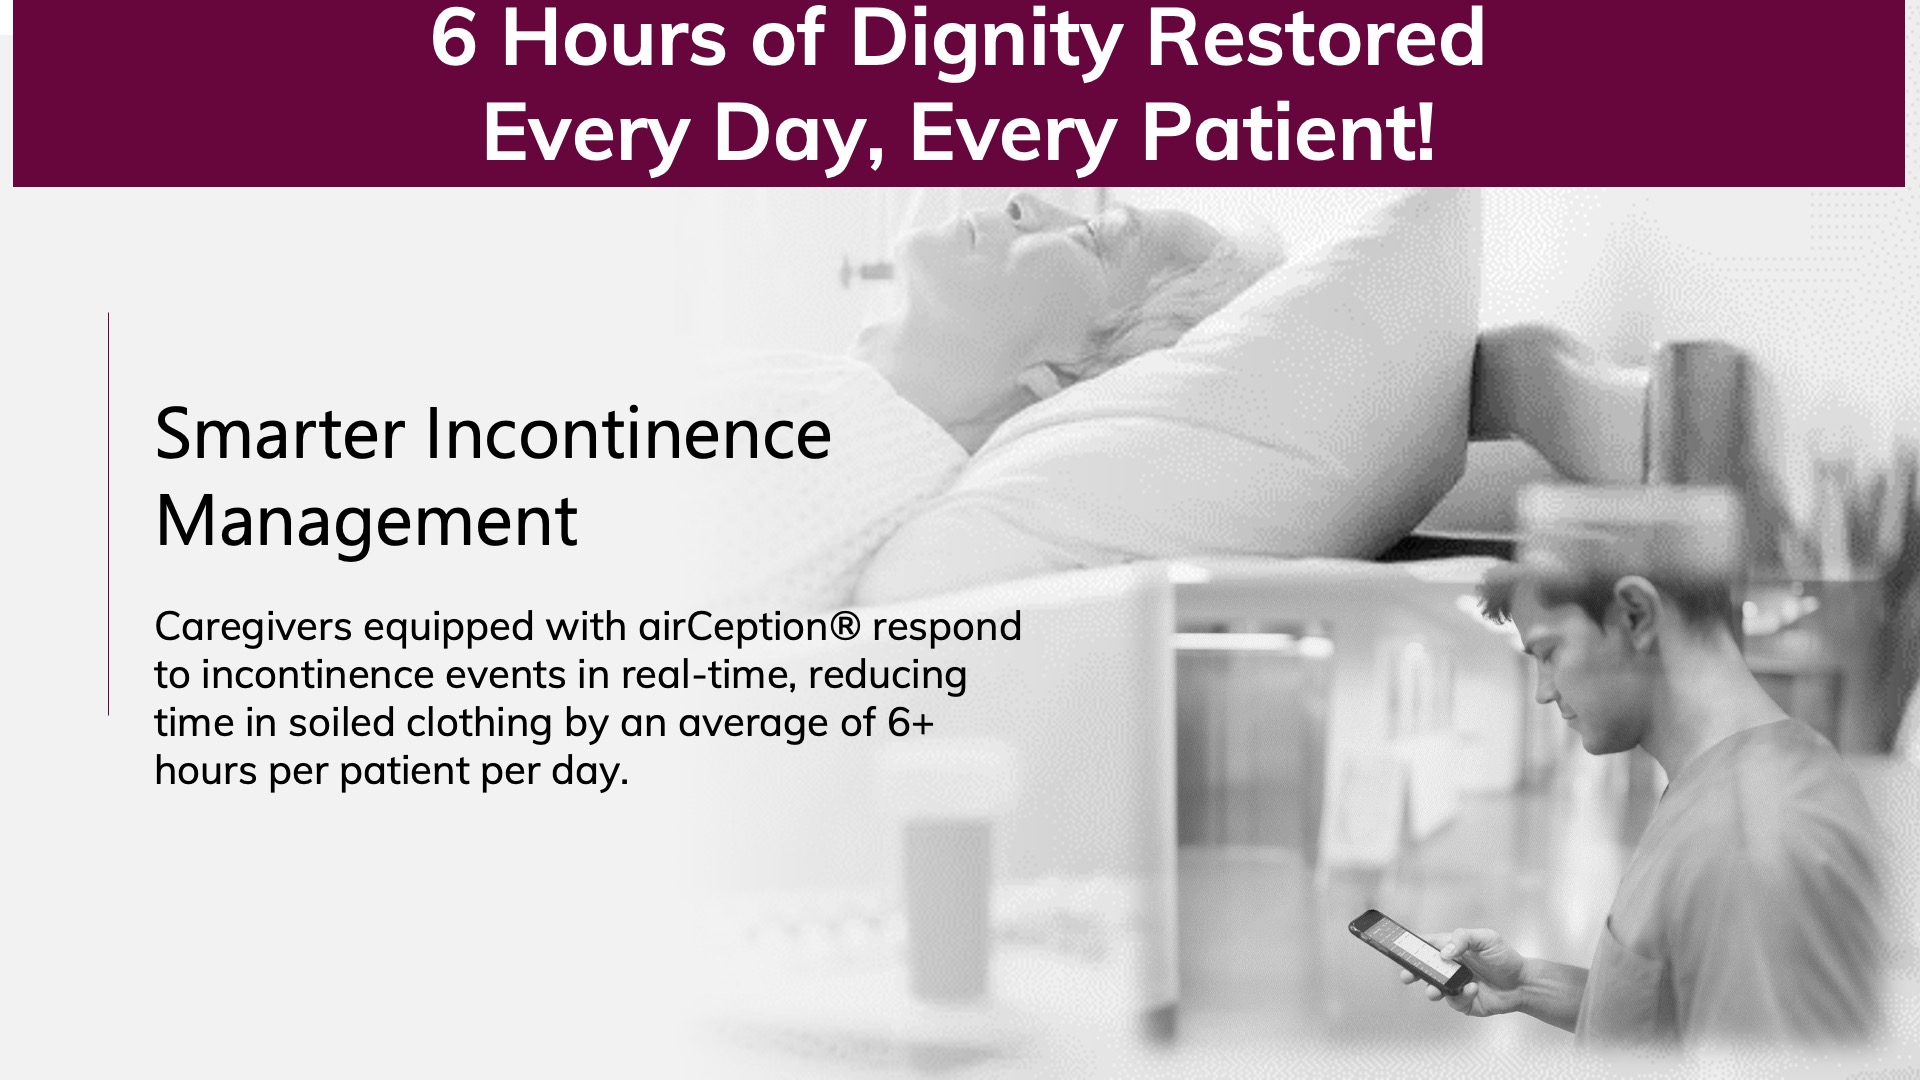 6 Hours of Dignity Restored
Every Day, Every Patient!
Smarter Incontinence
Management
Caregivers equipped with airCeption® respond
to incontinence events in real-time, reducing
time in soiled clothing by an average of 6+
hours per patient per day.